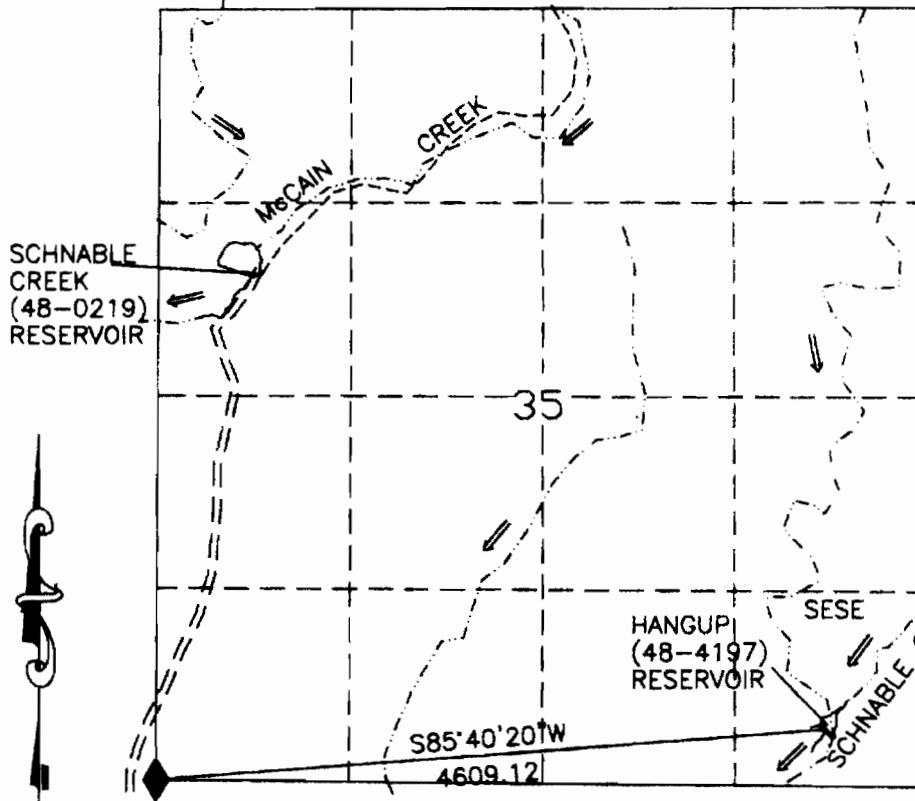 CREEK
McCAIN
SCHNABLE
CREEK
(48-0219)
RESERVOIR
35
SESE
HANGUP
(48-4197)
RESERVOIR
SCHNABLE
S85°40'20"W
4609.12